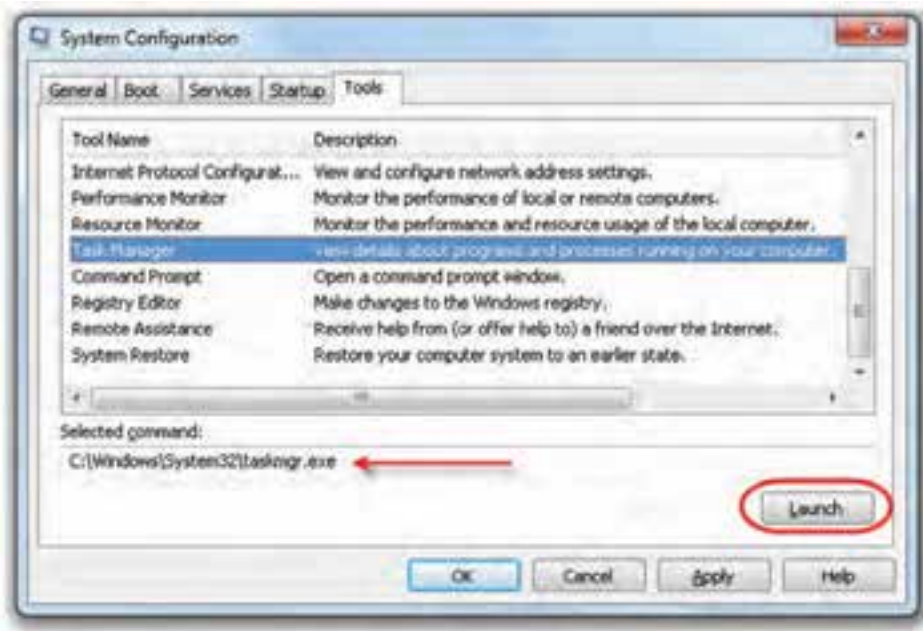 System Configuration
General Boot Services Startup Tools
Tool Name Description
Internet Protocol Configurat... View and configure network address settings.
Performance Monitor Monitor the performance of local or remote computers.
Resource Monitor Monitor the performance and resource usage of the local computer.
Task Manager View details about programs and processes running on your computer.
Command Prompt Open a command prompt window.
Registry Editor Make changes to the Windows registry.
Remote Assistance Receive help from (or offer help to) a friend over the Internet.
System Restore Restore your computer system to an earlier state.
Selected command:
C:\Windows\System32\taskmgr.exe
Launch
OK Cancel Apply Help